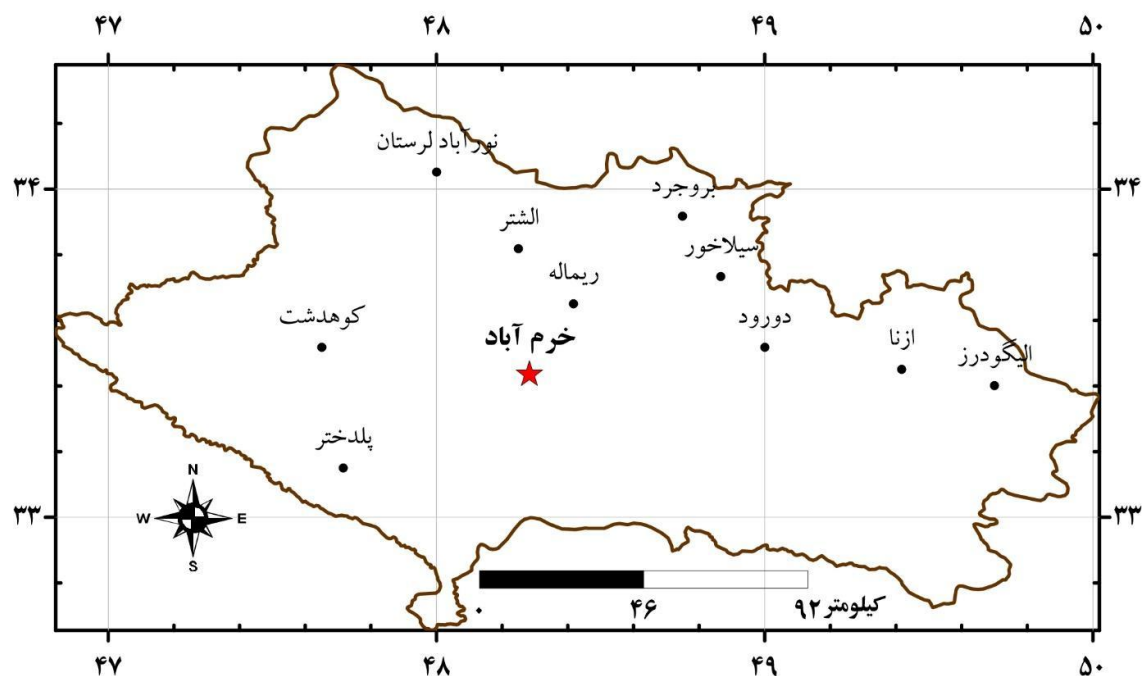 ۴۷ ۴۸ ۴۹ ۵۰
نورآباد لرستان
۳۴ ۳۴
بروجرد
الشتر
سیلاخور
ریماله
کوهدشت
دورود
خرم آباد
ازنا
الیگودرز
پلدختر
N
W E
S
۳۳ ۳۳
۰ ۴۶ ۹۲ کیلومتر
۴۷ ۴۸ ۴۹ ۵۰